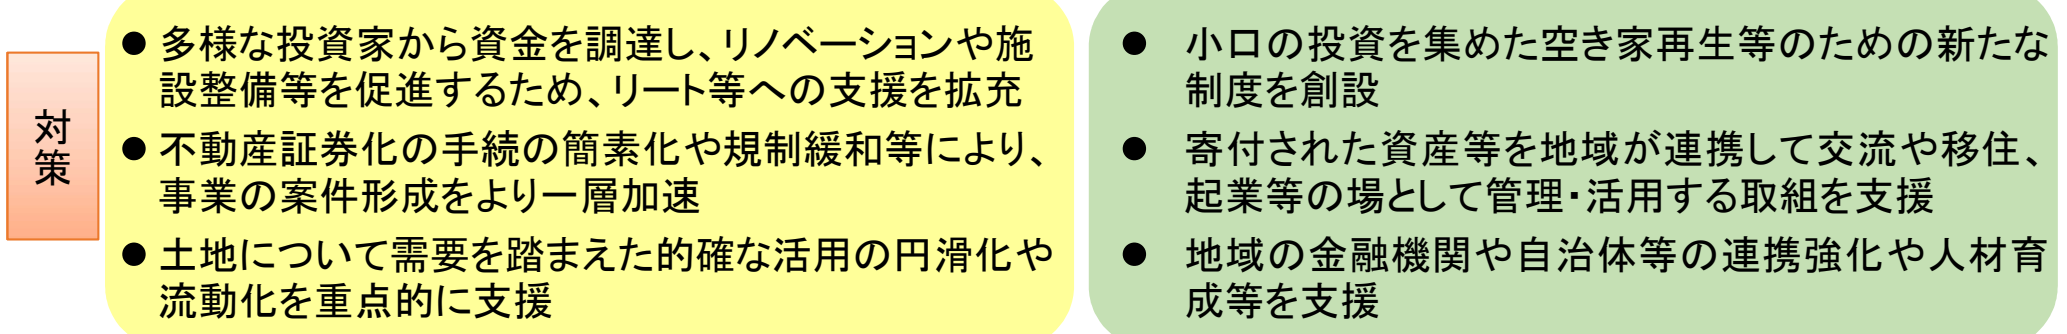 対策
● 多様な投資家から資金を調達し、リノベーションや施
設整備等を促進するため、リート等への支援を拡充
● 不動産証券化の手続の簡素化や規制緩和等により、
事業の案件形成をより一層加速
● 土地について需要を踏まえた的確な活用の円滑化や
流動化を重点的に支援
● 小口の投資を集めた空き家再生等のための新たな
制度を創設
● 寄付された資産等を地域が連携して交流や移住、
起業等の場として管理・活用する取組を支援
● 地域の金融機関や自治体等の連携強化や人材育
成等を支援